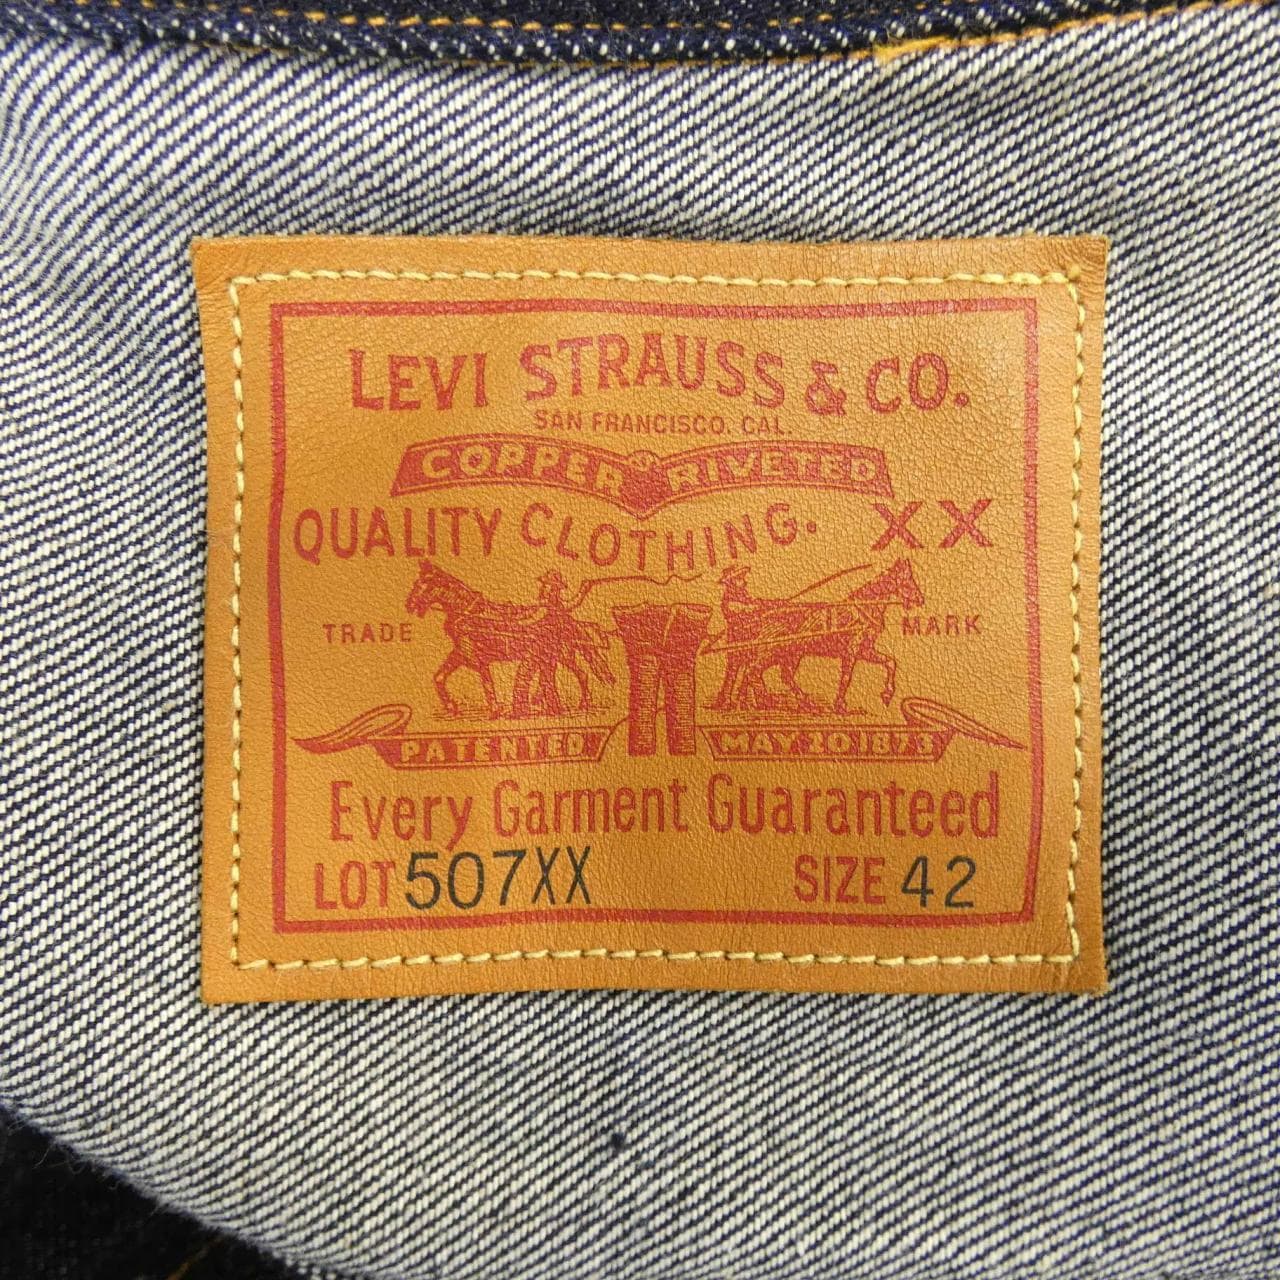 LEVI STRAUSS & CO.
SAN FRANCISCO. CAL.
COPPER RIVETED
QUALITY CLOTHING. XX
TRADE MARK
PATENTED MAY 20 1873
Every Garment Guaranteed
LOT 507XX SIZE 42